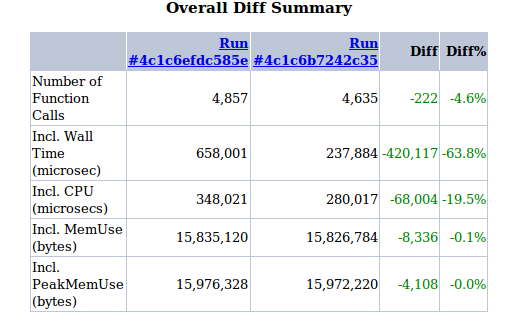 Overall Diff Summary
Run #4c1c6efdc585e Run #4c1c6b7242c35 Diff Diff%
Number of Function Calls 4,857 4,635 -222 -4.6%
Incl. Wall Time (microsec) 658,001 237,884 -420,117 -63.8%
Incl. CPU (microsecs) 348,021 280,017 -68,004 -19.5%
Incl. MemUse (bytes) 15,835,120 15,826,784 -8,336 -0.1%
Incl. PeakMemUse (bytes) 15,976,328 15,972,220 -4,108 -0.0%